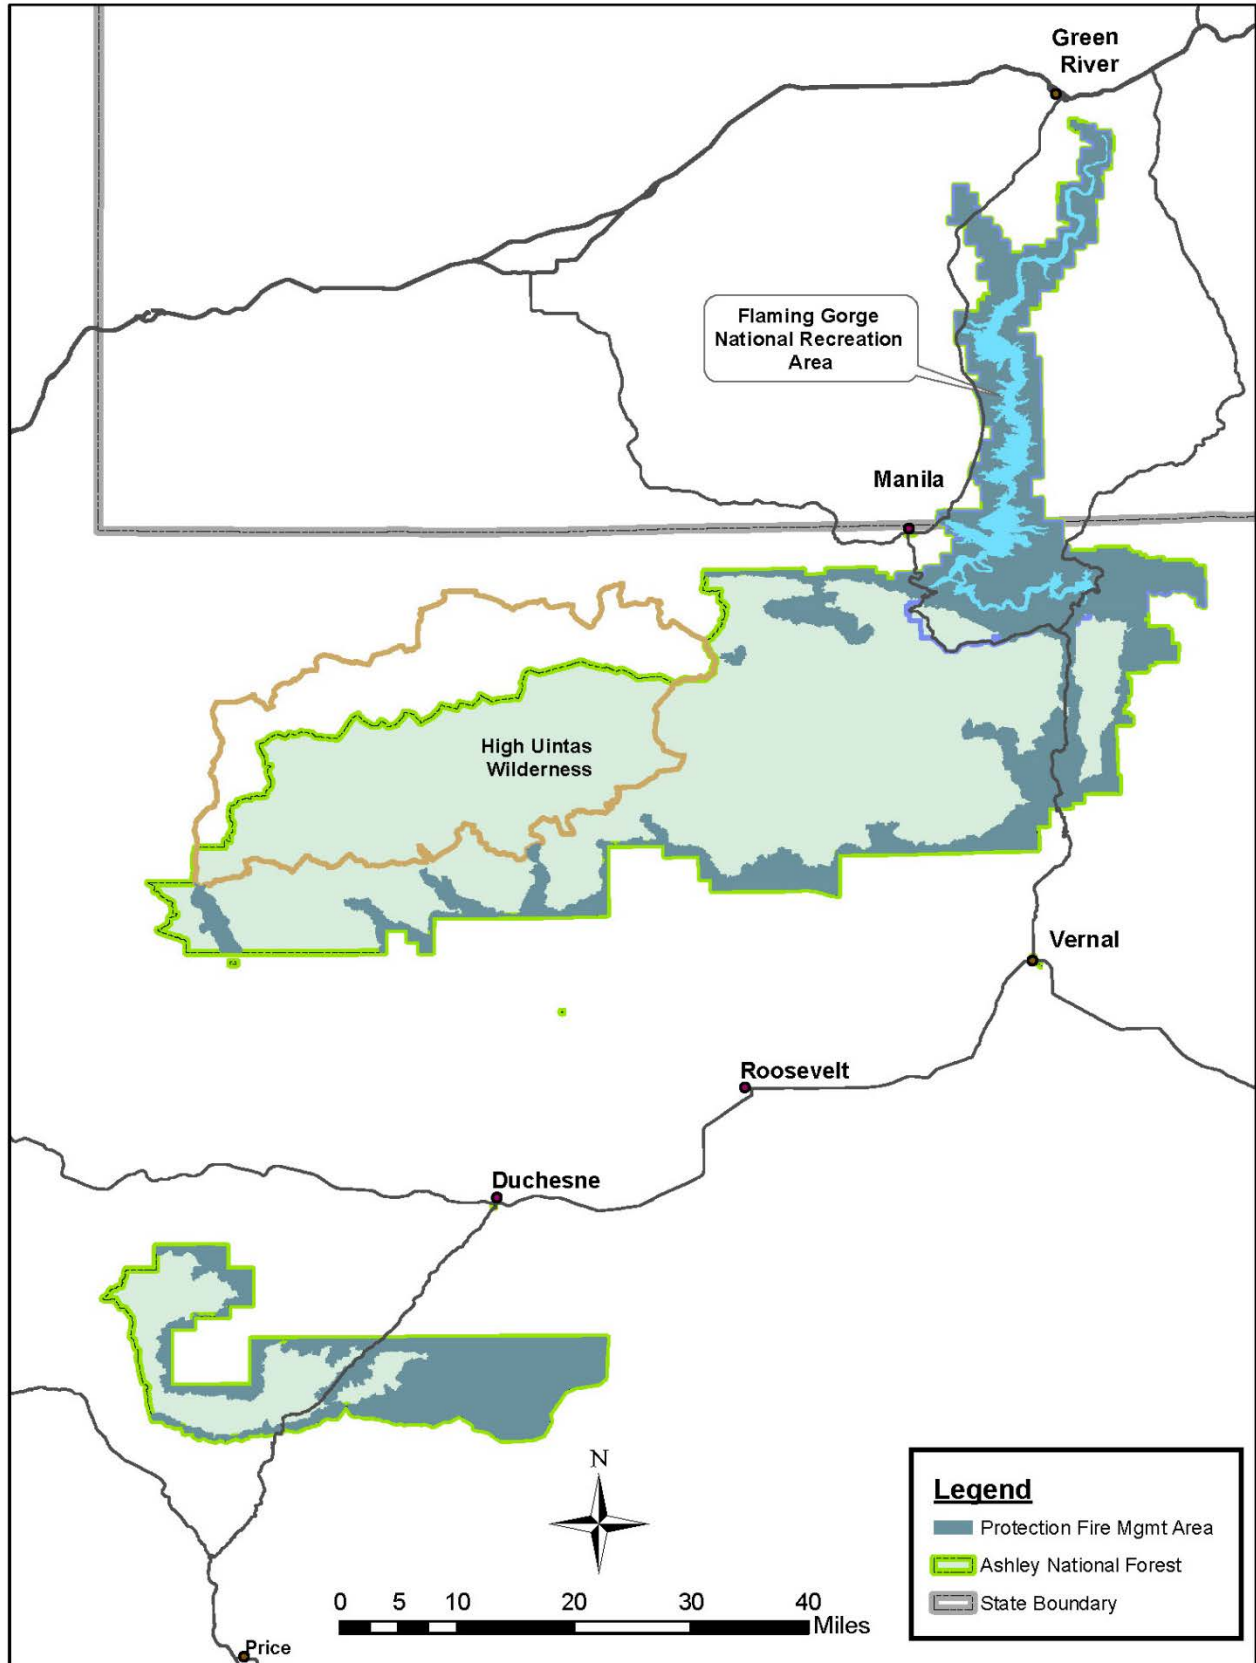 Green
River
Flaming Gorge
National Recreation
Area
Manila
High Uintas
Wilderness
Vernal
Roosevelt
Duchesne
Price
N
0 5 10 20 30 40
Miles
Legend
Protection Fire Mgmt Area
Ashley National Forest
State Boundary